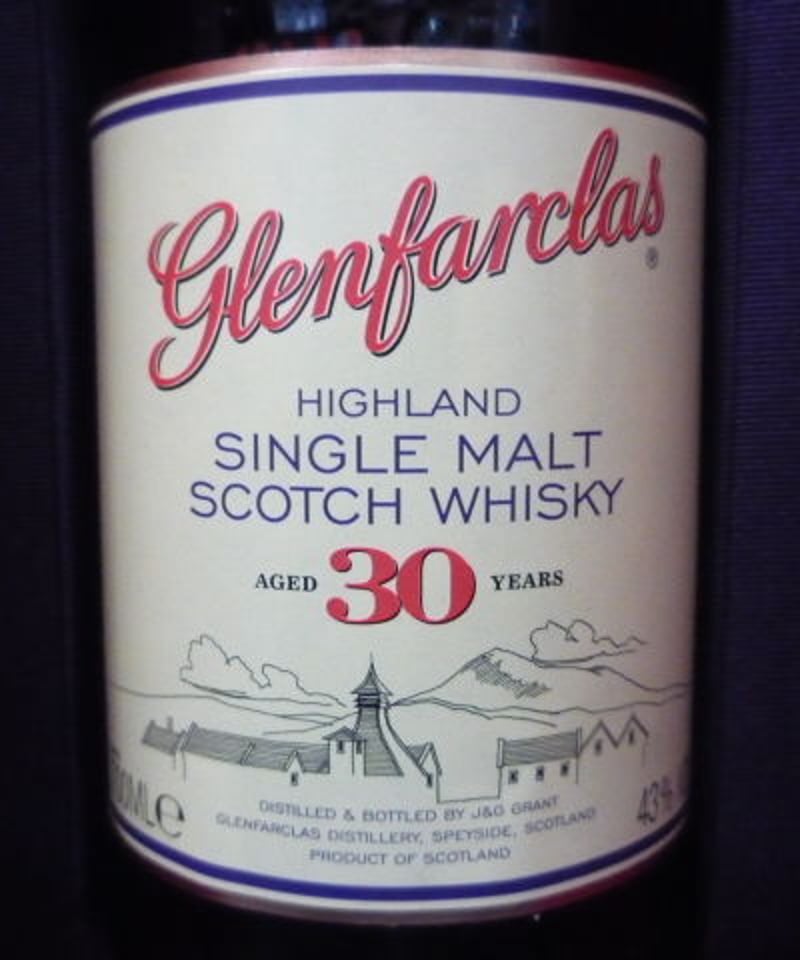 Glenfarclas
®
HIGHLAND
SINGLE MALT
SCOTCH WHISKY
AGED 30 YEARS
DISTILLED & BOTTLED BY J&G GRANT
GLENFARCLAS DISTILLERY, SPEYSIDE, SCOTLAND
PRODUCT OF SCOTLAND
43%